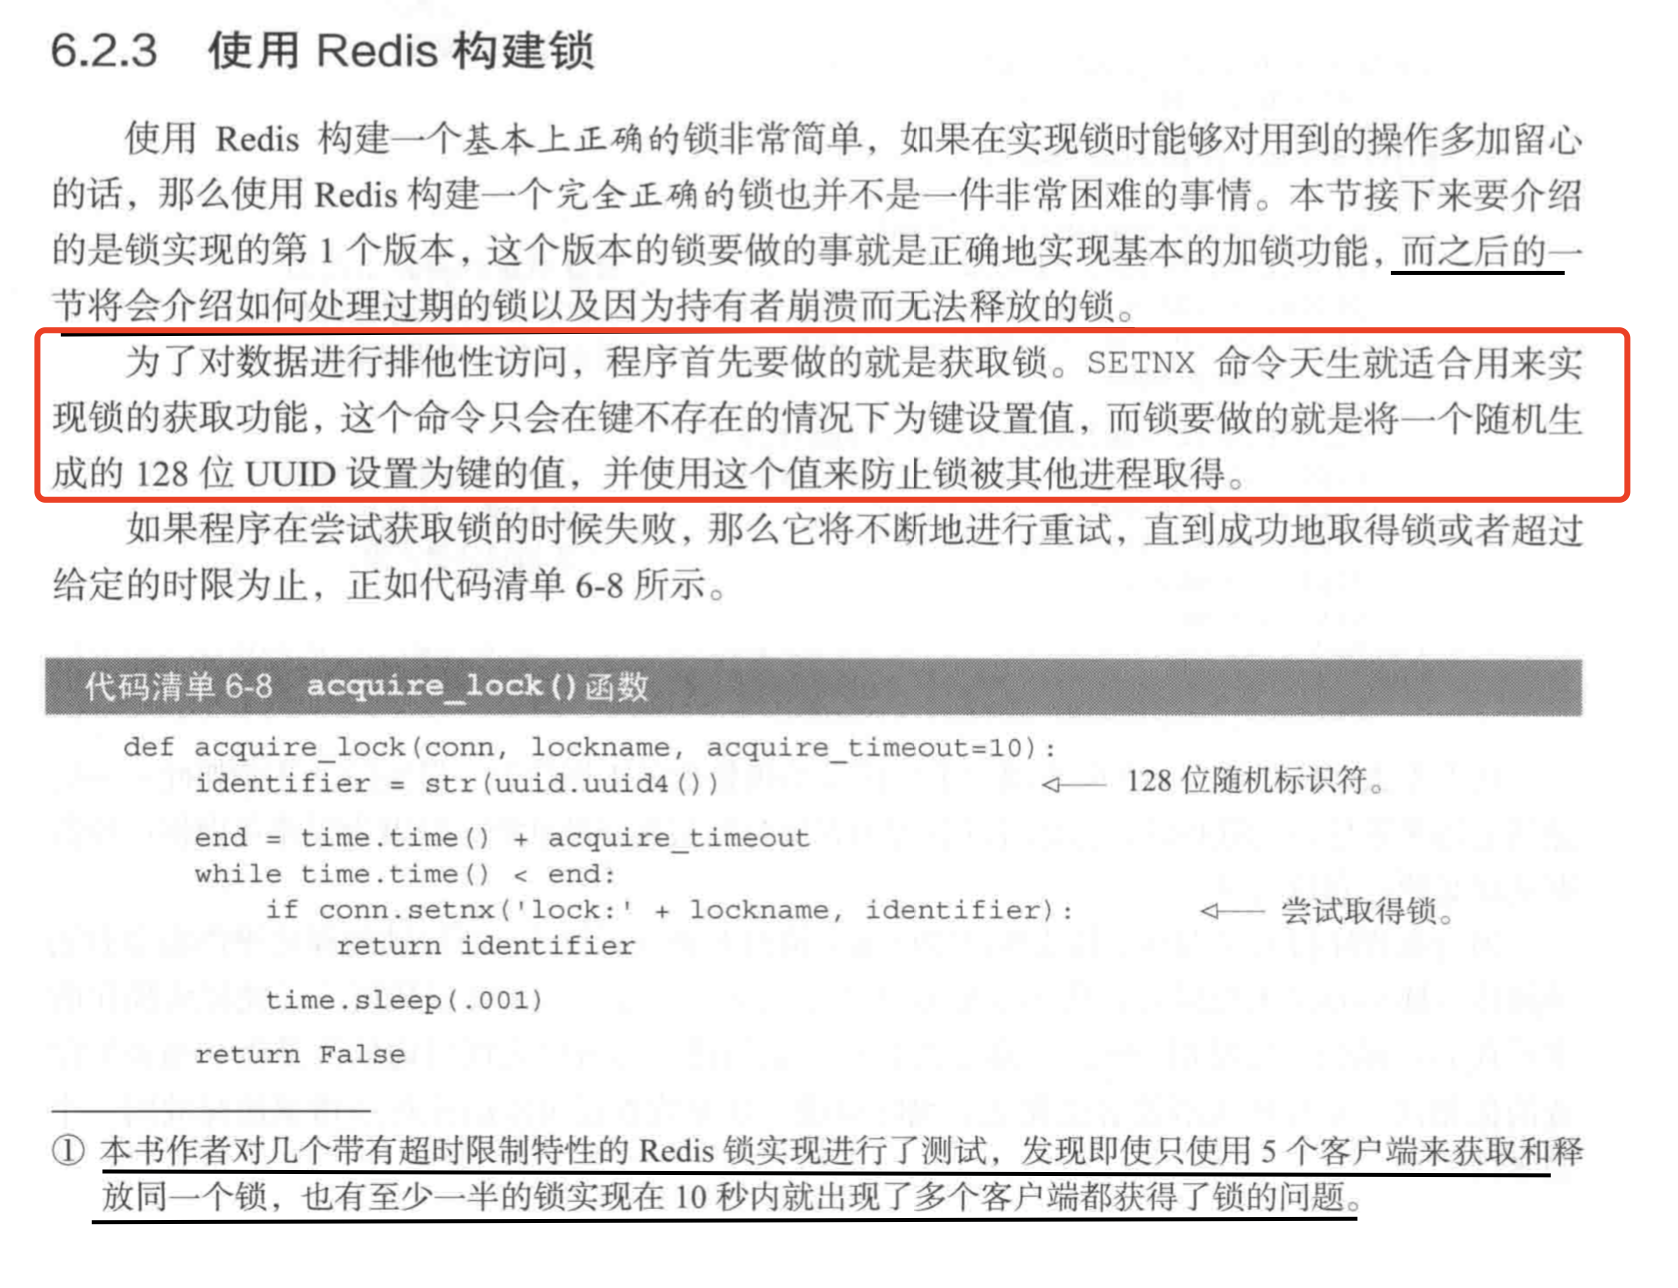 6.2.3 使用 Redis 构建锁
使用 Redis 构建一个基本上正确的锁非常简单，如果在实现锁时能够对用到的操作多加留心
的话，那么使用 Redis 构建一个完全正确的锁也并不是一件非常困难的事情。本节接下来要介绍
的是锁实现的第 1 个版本，这个版本的锁要做的事就是正确地实现基本的加锁功能，而之后的一
节将会介绍如何处理过期的锁以及因为持有者崩溃而无法释放的锁。
为了对数据进行排他性访问，程序首先要做的就是获取锁。SETNX 命令天生就适合用来实
现锁的获取功能，这个命令只会在键不存在的情况下为键设置值，而锁要做的就是将一个随机生
成的 128 位 UUID 设置为键的值，并使用这个值来防止锁被其他进程取得。
如果程序在尝试获取锁的时候失败，那么它将不断地进行重试，直到成功地取得锁或者超过
给定的时限为止，正如代码清单 6-8 所示。
代码清单 6-8 acquire_lock()函数
def acquire_lock(conn, lockname, acquire_timeout=10):
identifier = str(uuid.uuid4()) 128 位随机标识符。
end = time.time() + acquire_timeout
while time.time() < end:
if conn.setnx('lock:' + lockname, identifier): 尝试取得锁。
return identifier
time.sleep(.001)
return False
① 本书作者对几个带有超时限制特性的 Redis 锁实现进行了测试，发现即使只使用 5 个客户端来获取和释
放同一个锁，也有至少一半的锁实现在 10 秒内就出现了多个客户端都获得了锁的问题。